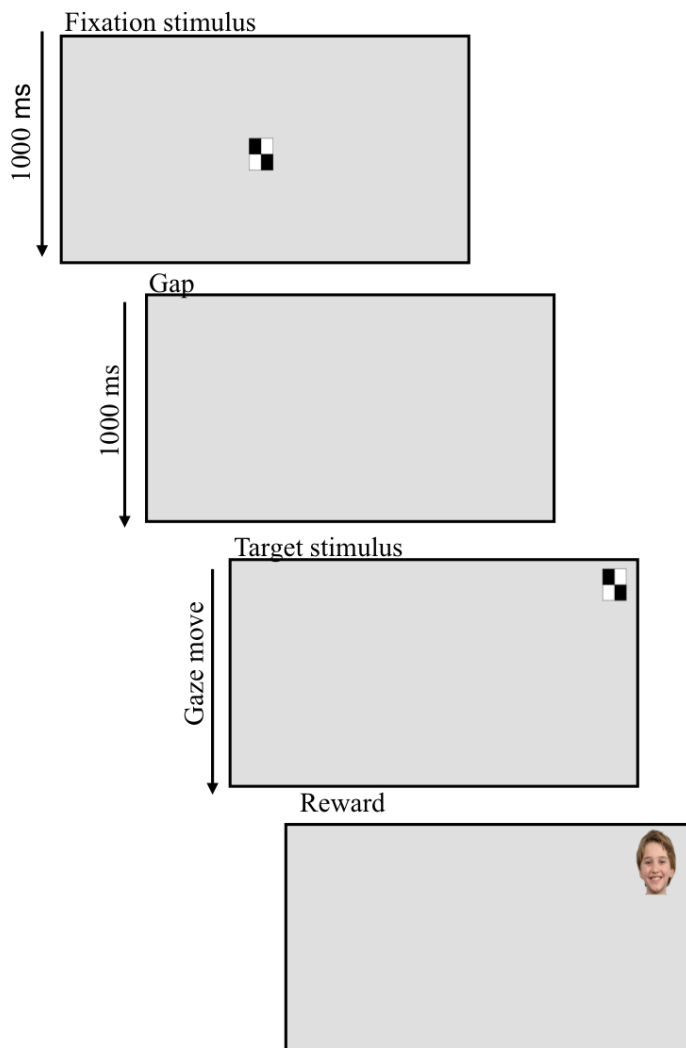 Fixation stimulus
1000 ms
Gap
1000 ms
Target stimulus
Gaze move
Reward